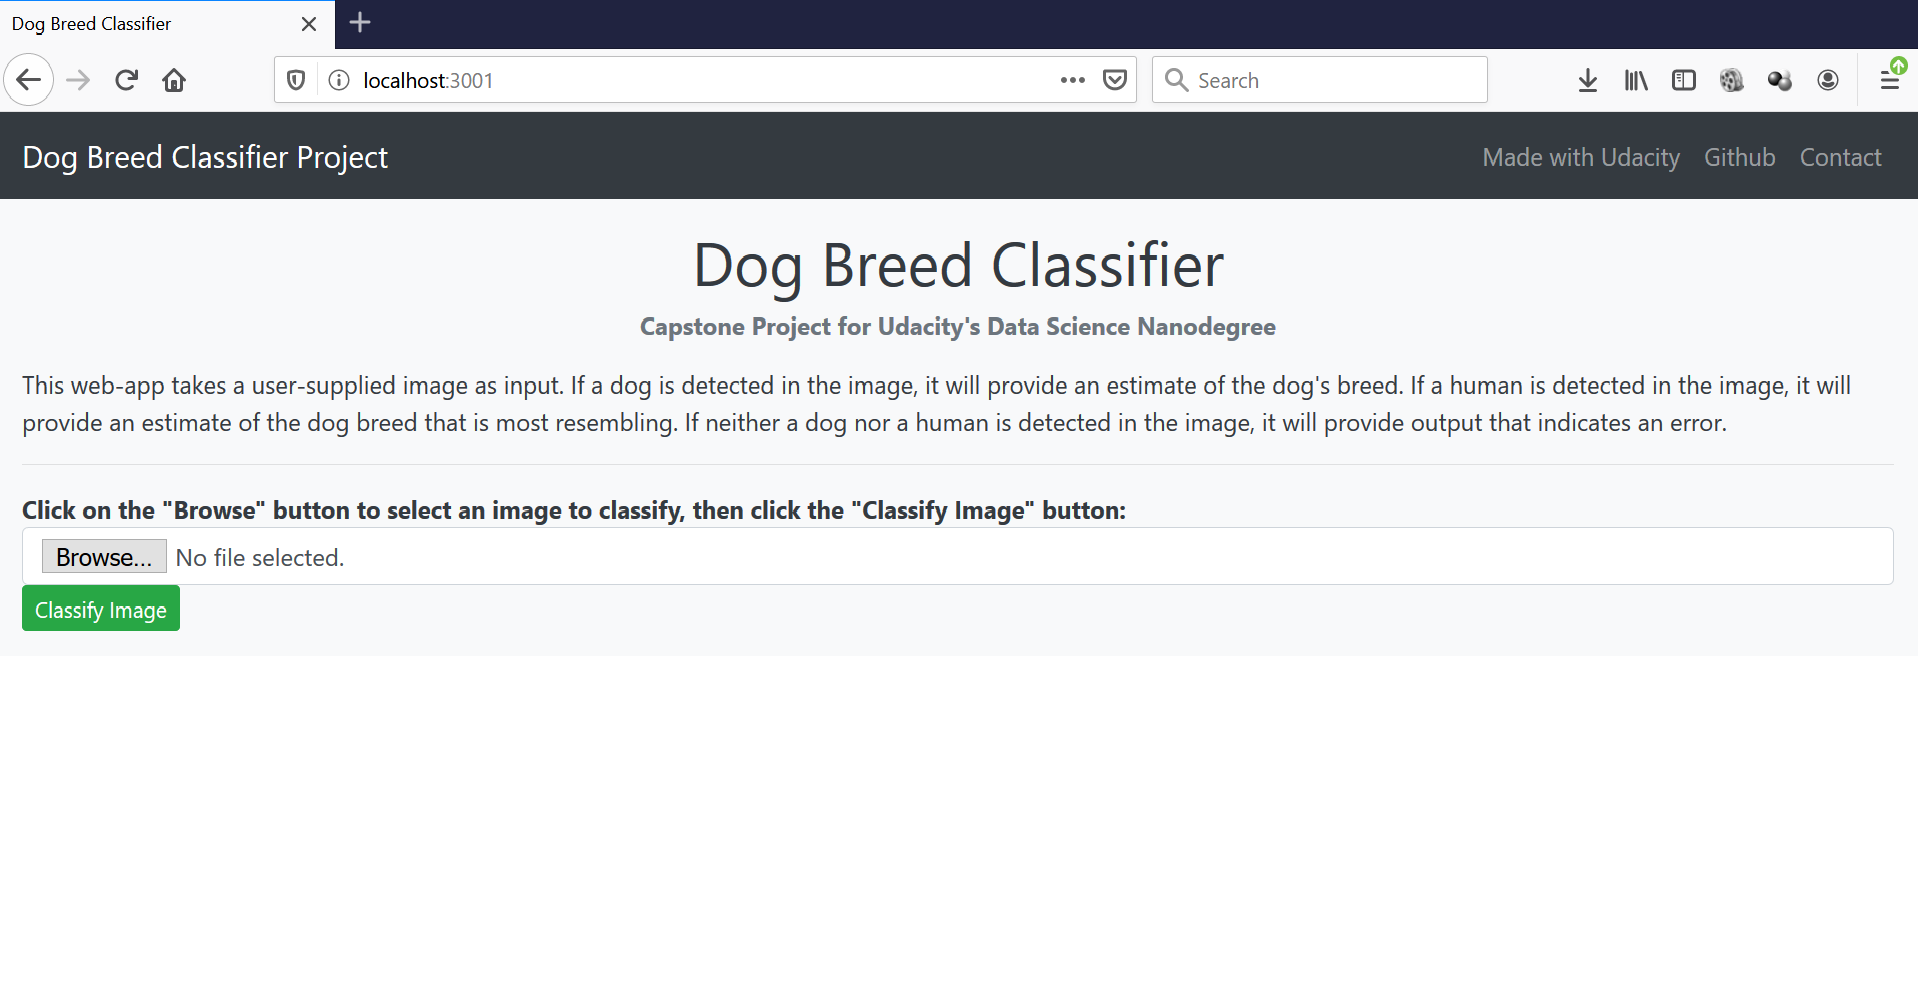 Dog Breed Classifier
localhost:3001
Search
Dog Breed Classifier Project
Made with Udacity
Github
Contact
Dog Breed Classifier
Capstone Project for Udacity's Data Science Nanodegree
This web-app takes a user-supplied image as input. If a dog is detected in the image, it will provide an estimate of the dog's breed. If a human is detected in the image, it will
provide an estimate of the dog breed that is most resembling. If neither a dog nor a human is detected in the image, it will provide output that indicates an error.
Click on the "Browse" button to select an image to classify, then click the "Classify Image" button:
Browse... No file selected.
Classify Image